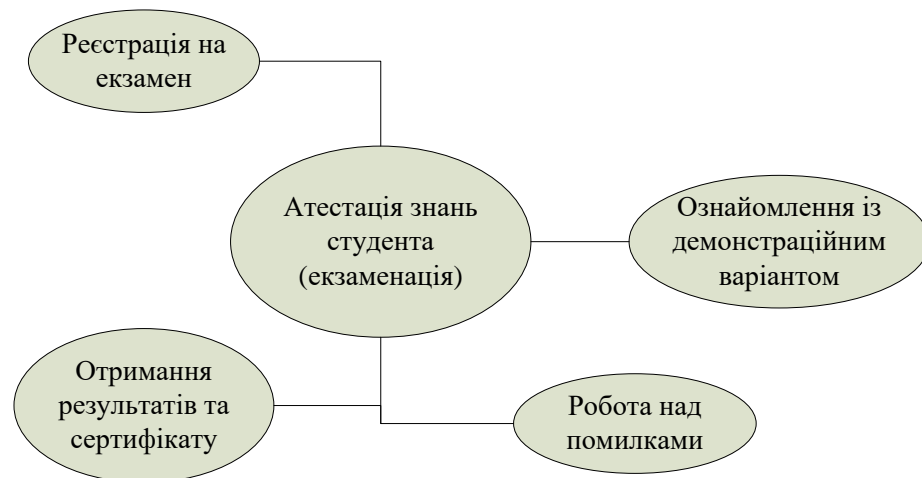 Реєстрація на
екзамен
Атестація знань
студента
(екзаменація)
Ознайомлення із
демонстраційним
варіантом
Отримання
результатів та
сертифікату
Робота над
помилками